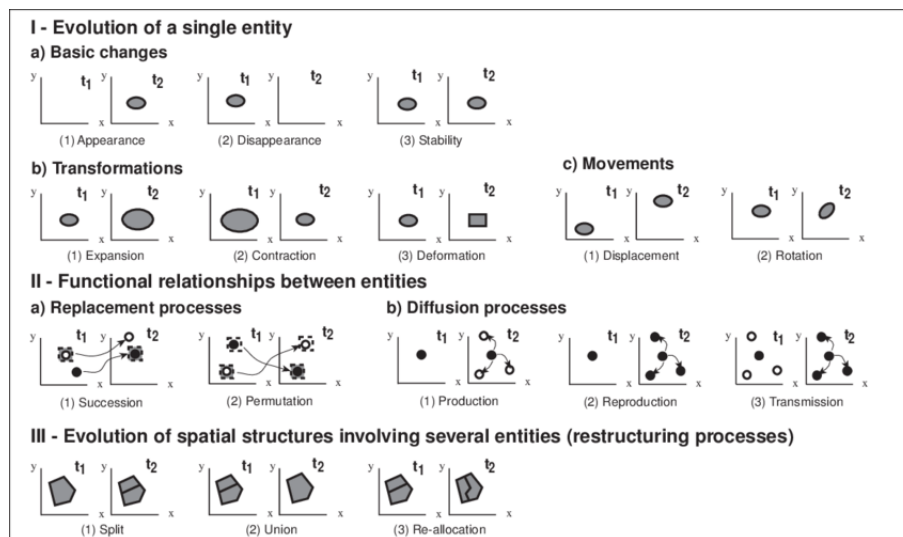 I - Evolution of a single entity
a) Basic changes
y t1 y t2 y t1 y t2 y t1 y t2
x x x x x x
(1) Appearance (2) Disappearance (3) Stability
b) Transformations c) Movements
y t1 y t2 y t1 y t2 y t1 y t2 y t1 y t2 y t1 y t2
x x x x x x x x x x
(1) Expansion (2) Contraction (3) Deformation (1) Displacement (2) Rotation
II - Functional relationships between entities
a) Replacement processes b) Diffusion processes
y t1 y t2 y t1 y t2 y t1 y t2 y t1 y t2 y t1 y t2
x x x x x x x x x x
(1) Succession (2) Permutation (1) Production (2) Reproduction (3) Transmission
III - Evolution of spatial structures involving several entities (restructuring processes)
y t1 y t2 y t1 y t2 y t1 y t2
x x x x x x
(1) Split (2) Union (3) Re-allocation